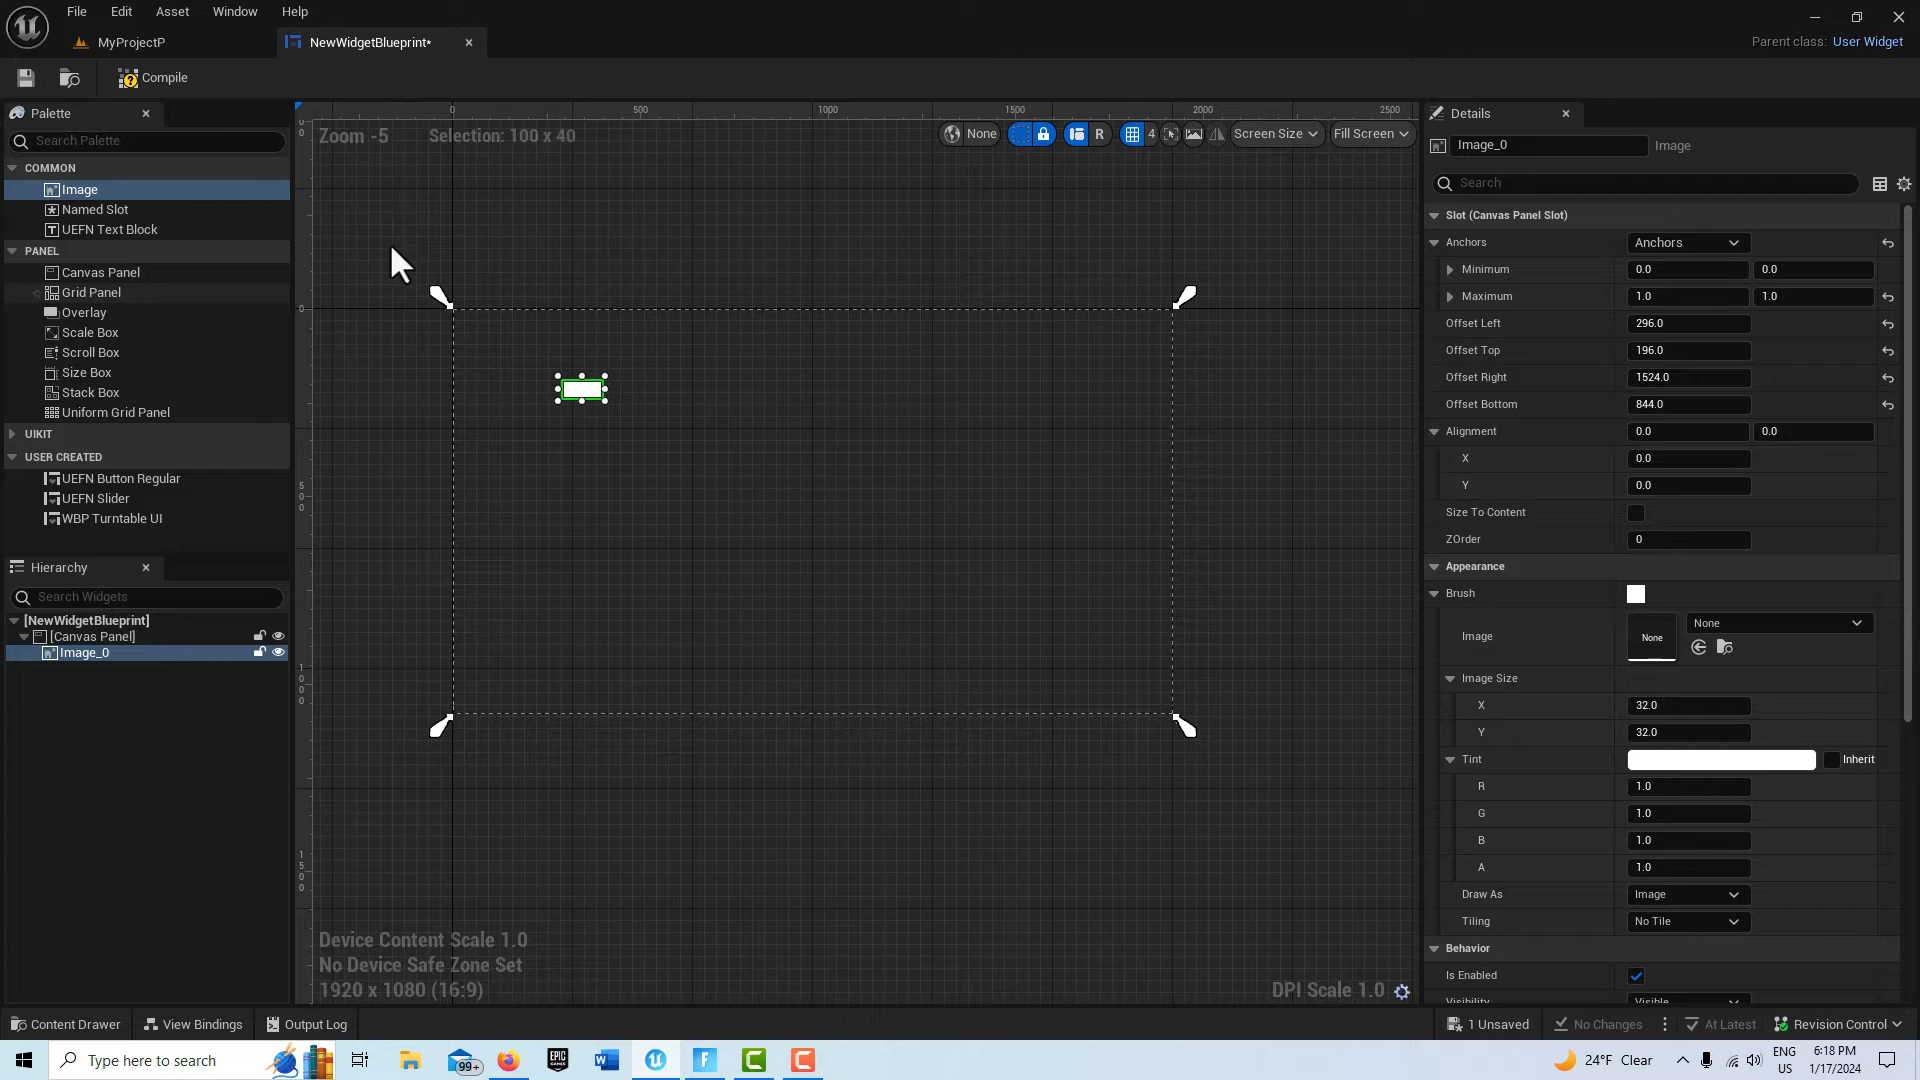 File Edit Asset Window Help
MyProjectP
NewWidgetBlueprint*
Parent class: User Widget
Compile
Palette
Search Palette
COMMON
Image
Named Slot
UEFN Text Block
PANEL
Canvas Panel
Grid Panel
Overlay
Scale Box
Scroll Box
Size Box
Stack Box
Uniform Grid Panel
UIKIT
USER CREATED
UEFN Button Regular
UEFN Slider
WBP Turntable UI
Hierarchy
Search Widgets
[NewWidgetBlueprint]
[Canvas Panel]
Image_0
0 500 1000 1500 2000 2500
Zoom -5 Selection: 100 x 40
None R 4 Screen Size Fill Screen
0
0
500
1000
1500
Device Content Scale 1.0
No Device Safe Zone Set
1920 x 1080 (16:9)
DPI Scale 1.0
Details
Image_0 Image
Search
Slot (Canvas Panel Slot)
Anchors Anchors
Minimum 0.0 0.0
Maximum 1.0 1.0
Offset Left 296.0
Offset Top 196.0
Offset Right 1524.0
Offset Bottom 844.0
Alignment 0.0 0.0
X 0.0
Y 0.0
Size To Content
ZOrder 0
Appearance
Brush
Image None None
Image Size
X 32.0
Y 32.0
Tint Inherit
R 1.0
G 1.0
B 1.0
A 1.0
Draw As Image
Tiling No Tile
Behavior
Is Enabled
Visibility Visible
Content Drawer View Bindings Output Log
1 Unsaved No Changes At Latest Revision Control
Type here to search
99+
24°F Clear
ENG
US
6:18 PM
1/17/2024